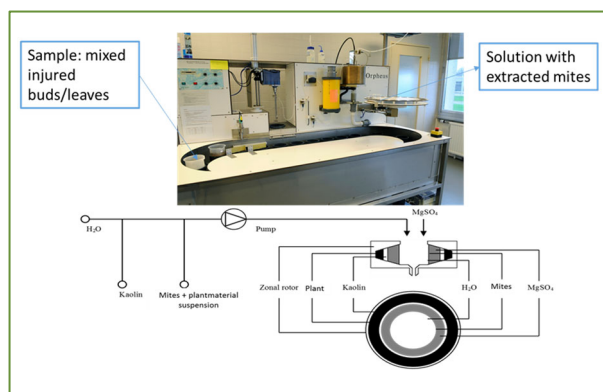 Sample: mixed
injured
buds/leaves
Solution with
extracted mites
MgSO₄
H₂O
Pump
Kaolin
Mites + plantmaterial
suspension
Zonal rotor
Plant
Kaolin
H₂O
Mites
MgSO₄